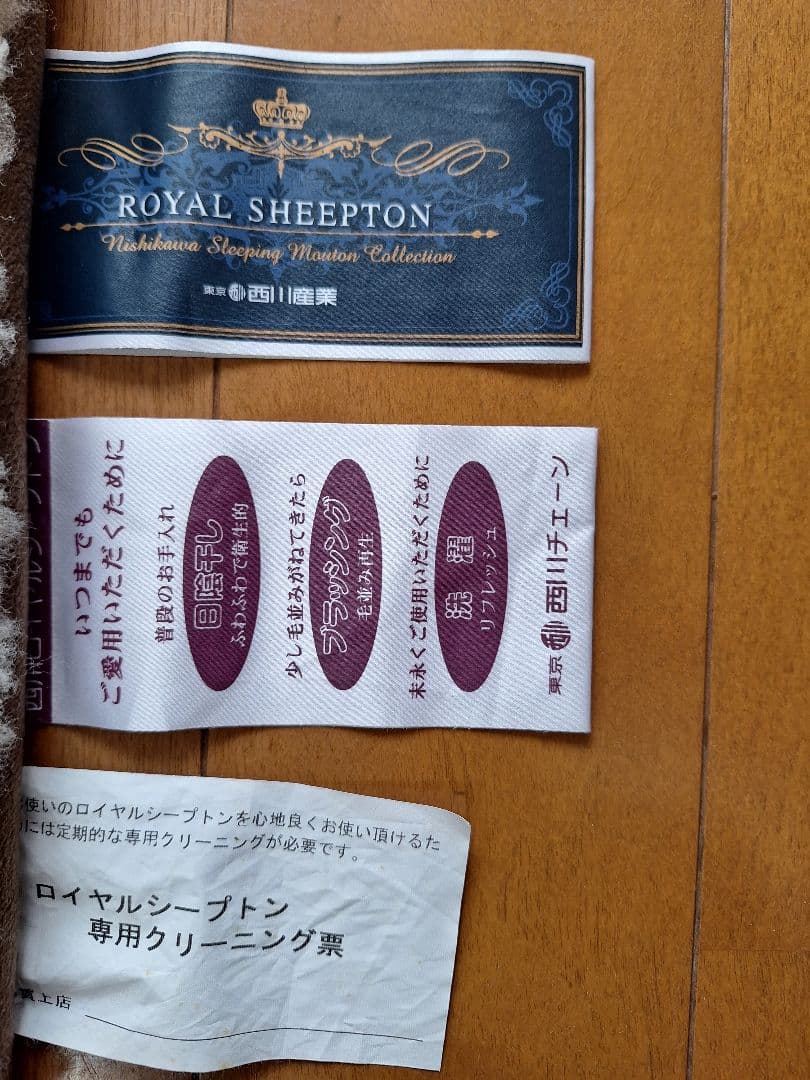 ROYAL SHEEPTON
Nishikawa Sleeping Mouton Collection
東京 西川産業
いつまでも
ご愛用いただくために
普段のお手入れ
日陰干し
ふわふわで衛生的
少し毛並みがねてきたら
ブラッシング
毛並み再生
末永くご使用いただくために
洗濯
リフレッシュ
東京 西川チェーン
使いのロイヤルシープトンを心地良くお使い頂けるた
には定期的な専用クリーニングが必要です。
ロイヤルシープトン
専用クリーニング票
上店